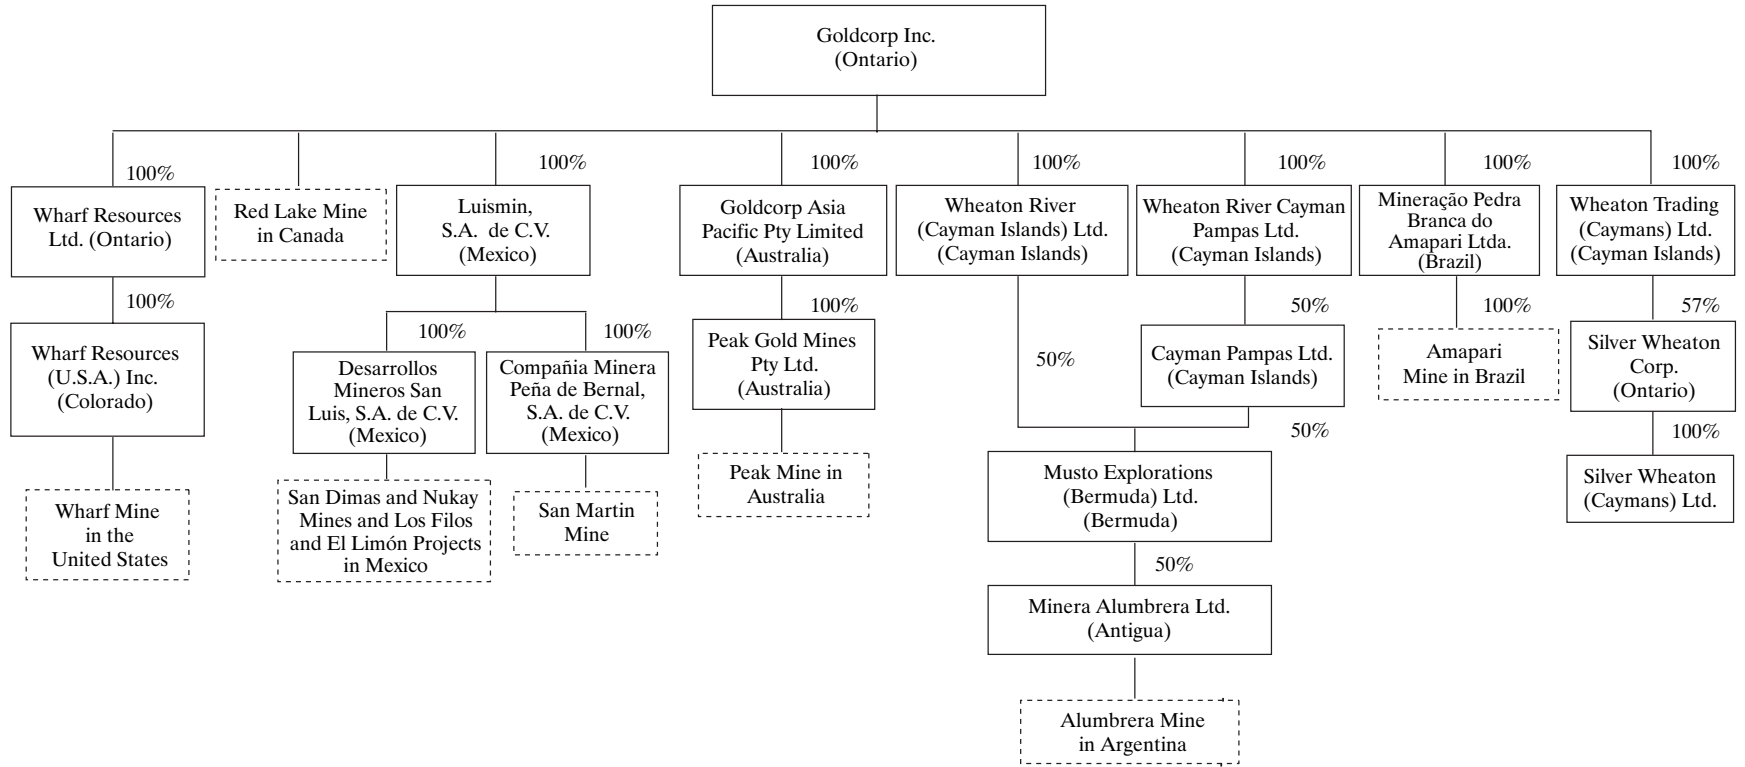 Goldcorp Inc.
(Ontario)
100%
100%
100%
100%
100%
100%
100%
Wharf Resources
Ltd. (Ontario)
Red Lake Mine
in Canada
Luismin,
S.A. de C.V.
(Mexico)
Goldcorp Asia
Pacific Pty Limited
(Australia)
Wheaton River
(Cayman Islands) Ltd.
(Cayman Islands)
Wheaton River Cayman
Pampas Ltd.
(Cayman Islands)
Mineração Pedra
Branca do
Amapari Ltda.
(Brazil)
Wheaton Trading
(Caymans) Ltd.
(Cayman Islands)
100%
100%
50%
100%
57%
Wharf Resources
(U.S.A.) Inc.
(Colorado)
100%
100%
Desarrollos
Mineros San
Luis, S.A. de C.V.
(Mexico)
Compañia Minera
Peña de Bernal,
S.A. de C.V.
(Mexico)
Peak Gold Mines
Pty Ltd.
(Australia)
50%
Cayman Pampas Ltd.
(Cayman Islands)
Amapari
Mine in Brazil
Silver Wheaton
Corp.
(Ontario)
50%
100%
Wharf Mine
in the
United States
San Dimas and Nukay
Mines and Los Filos
and El Limón Projects
in Mexico
San Martin
Mine
Peak Mine in
Australia
Musto Explorations
(Bermuda) Ltd.
(Bermuda)
Silver Wheaton
(Caymans) Ltd.
50%
Minera Alumbrera Ltd.
(Antigua)
Alumbrera Mine
in Argentina